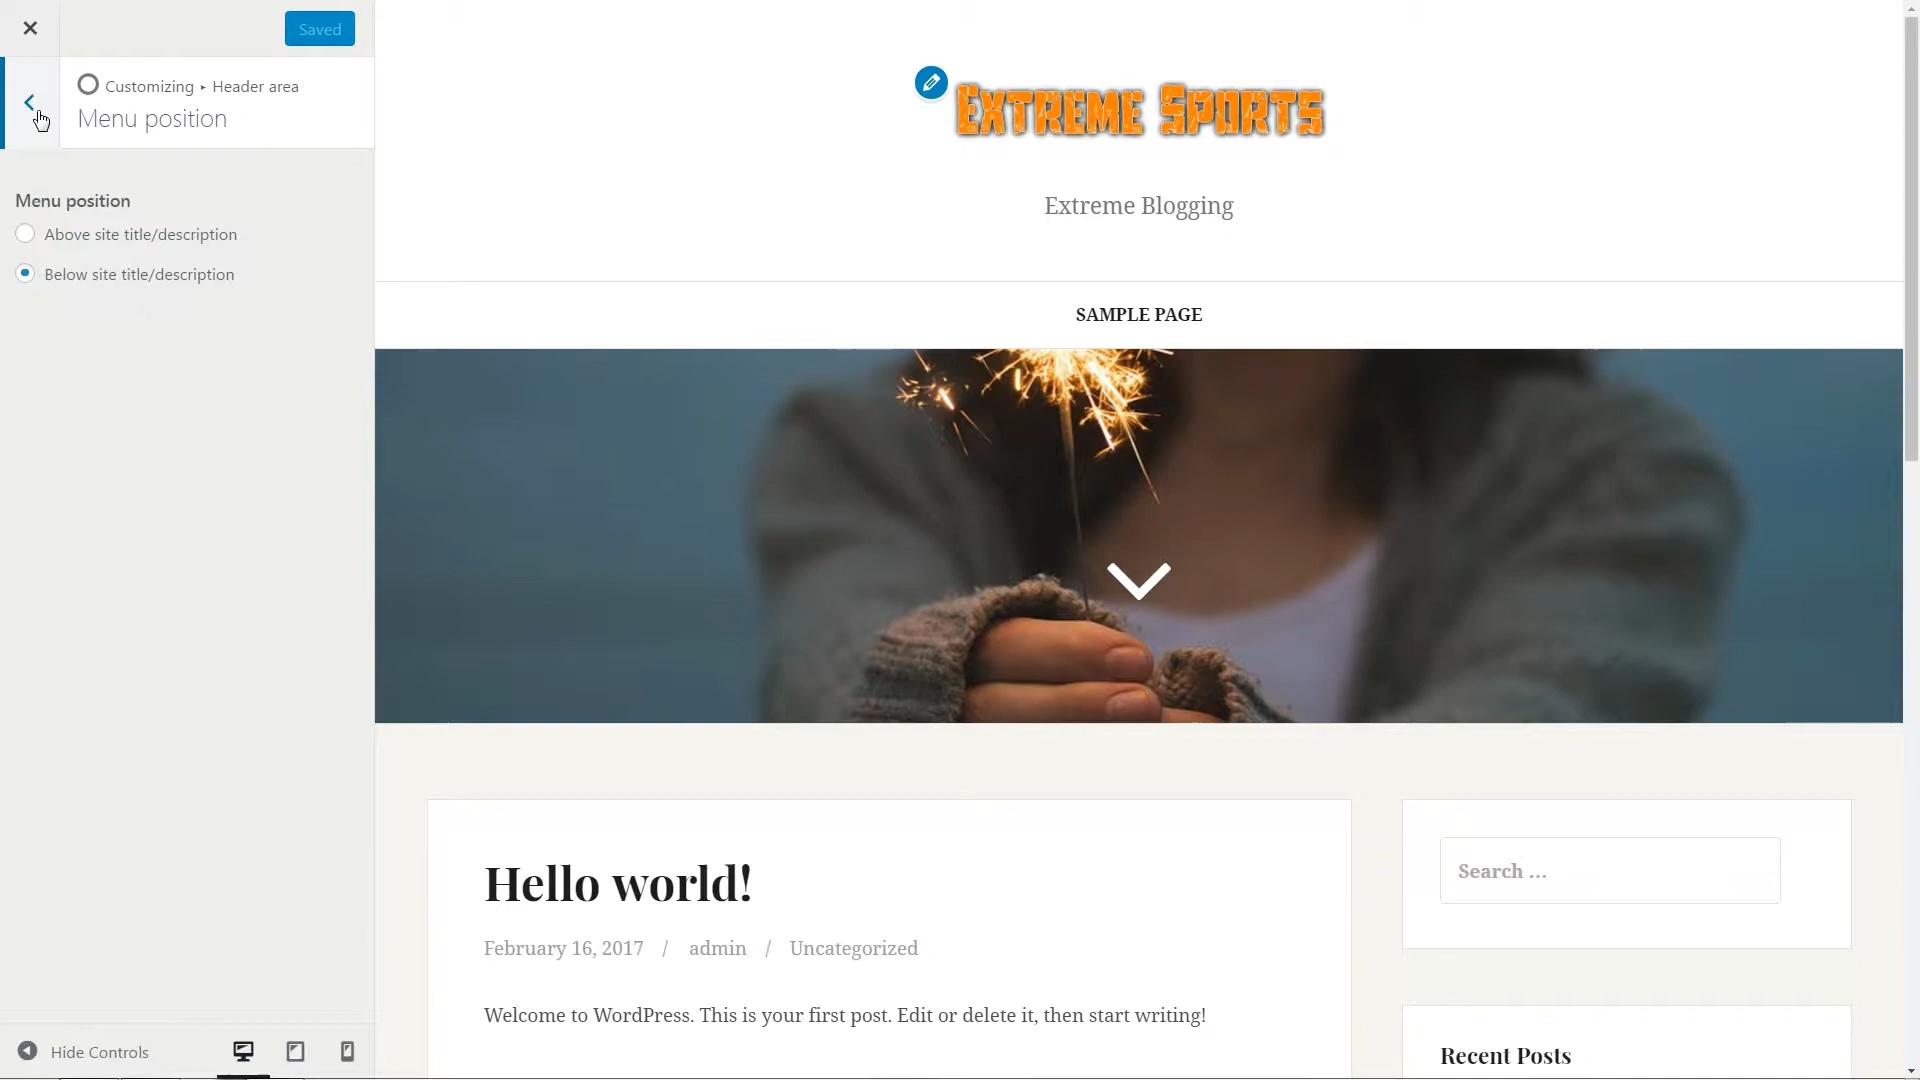 Saved
Customizing ▸ Header area
Menu position
Menu position
Above site title/description
Below site title/description
Hide Controls
Extreme Sports
Extreme Blogging
SAMPLE PAGE
Hello world!
February 16, 2017 / admin / Uncategorized
Welcome to WordPress. This is your first post. Edit or delete it, then start writing!
Search ...
Recent Posts